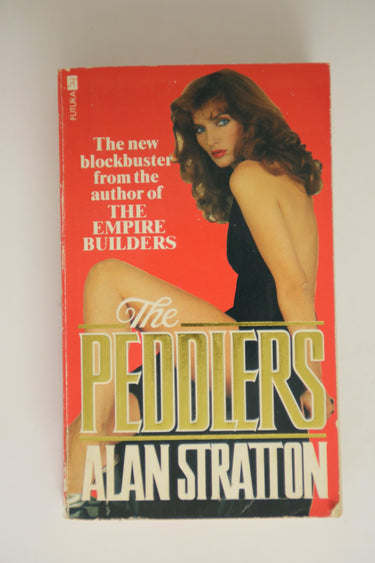 FUTURA
The new
blockbuster
from the
author of
THE
EMPIRE
BUILDERS
The
PEDDLERS
ALAN STRATTON